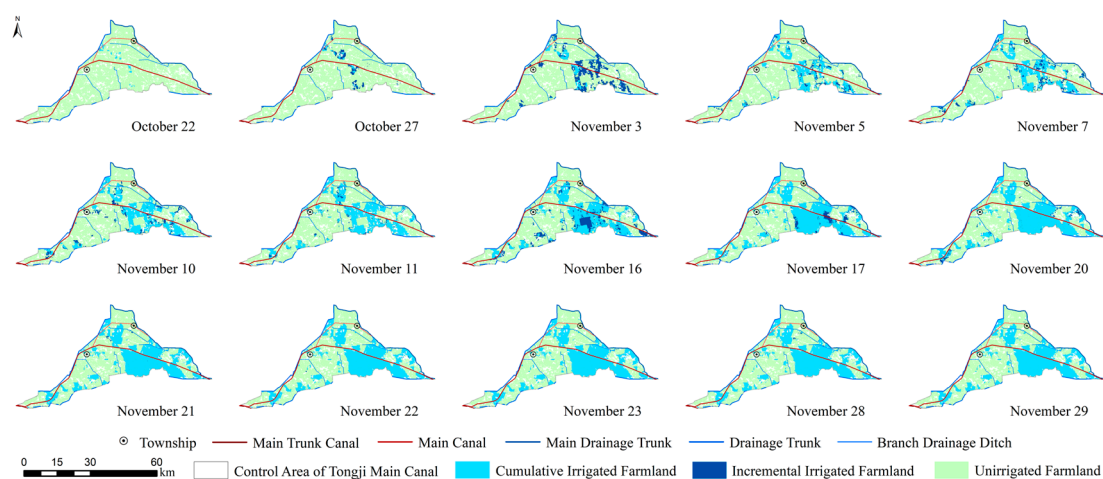 N
October 22
October 27
November 3
November 5
November 7
November 10
November 11
November 16
November 17
November 20
November 21
November 22
November 23
November 28
November 29
Township
Main Trunk Canal
Main Canal
Main Drainage Trunk
Drainage Trunk
Branch Drainage Ditch
0 15 30 60
km
Control Area of Tongji Main Canal
Cumulative Irrigated Farmland
Incremental Irrigated Farmland
Unirrigated Farmland